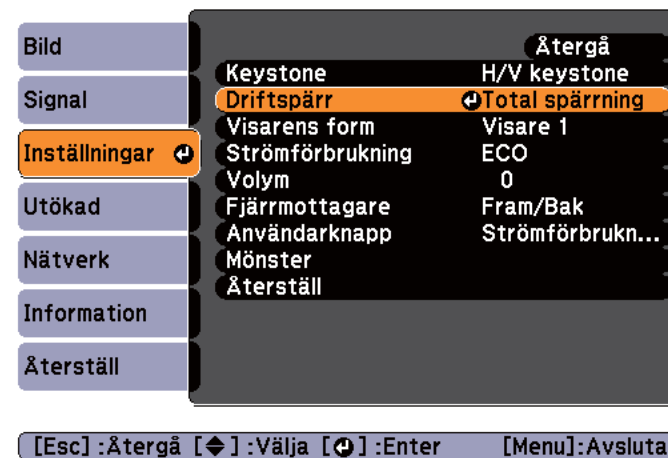 Bild
Signal
Inställningar
Utökad
Nätverk
Information
Återställ
Återgå
Keystone H/V keystone
Driftspärr Total spärrning
Visarens form Visare 1
Strömförbrukning ECO
Volym 0
Fjärrmottagare Fram/Bak
Användarknapp Strömförbrukn...
Mönster
Återställ
[Esc] :Återgå [◆] :Välja [⏎] :Enter [Menu]:Avsluta